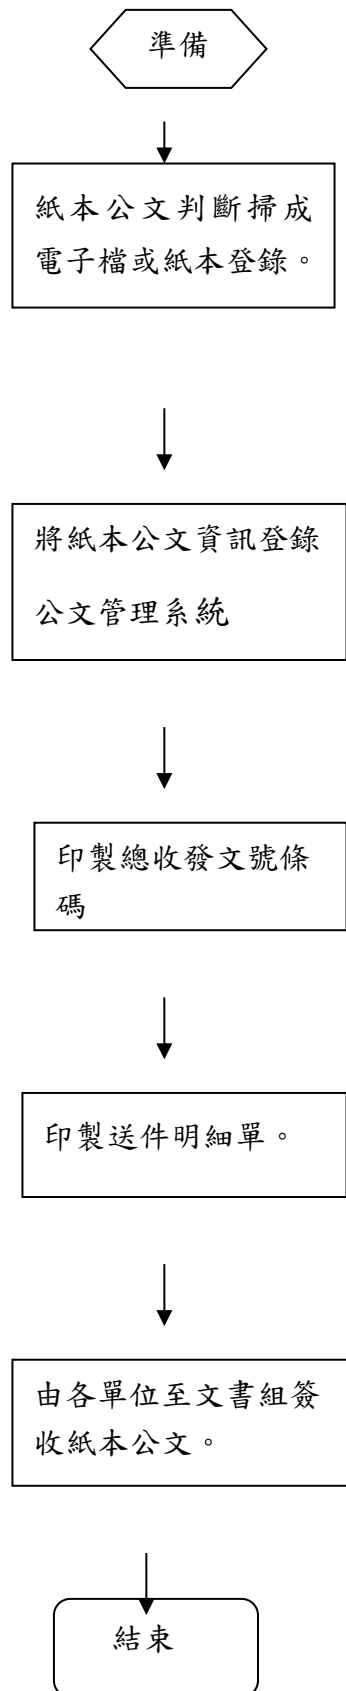 準備
紙本公文判斷掃成
電子檔或紙本登錄。
將紙本公文資訊登錄
公文管理系統
印製總收發文號條
碼
印製送件明細單。
由各單位至文書組簽
收紙本公文。
結束